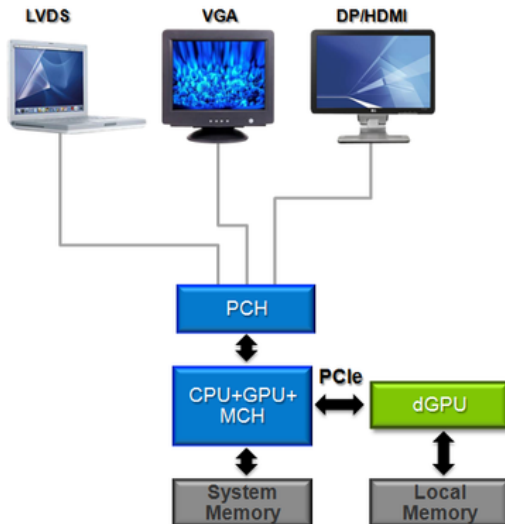 LVDS
VGA
DP/HDMI
PCH
PCIe
CPU+GPU+
MCH
dGPU
System
Memory
Local
Memory